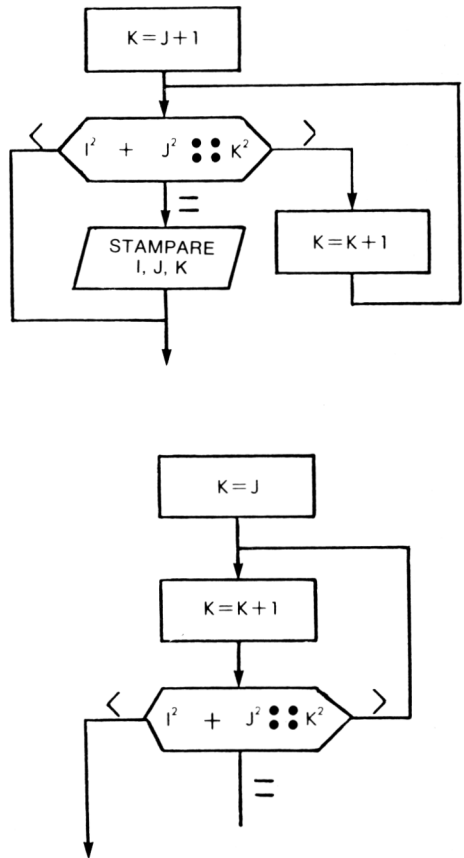 K=J+1
< I² + J² :: K² >
=
STAMPARE
I, J, K
K=K+1
K=J
K=K+1
< I² + J² :: K² >
=